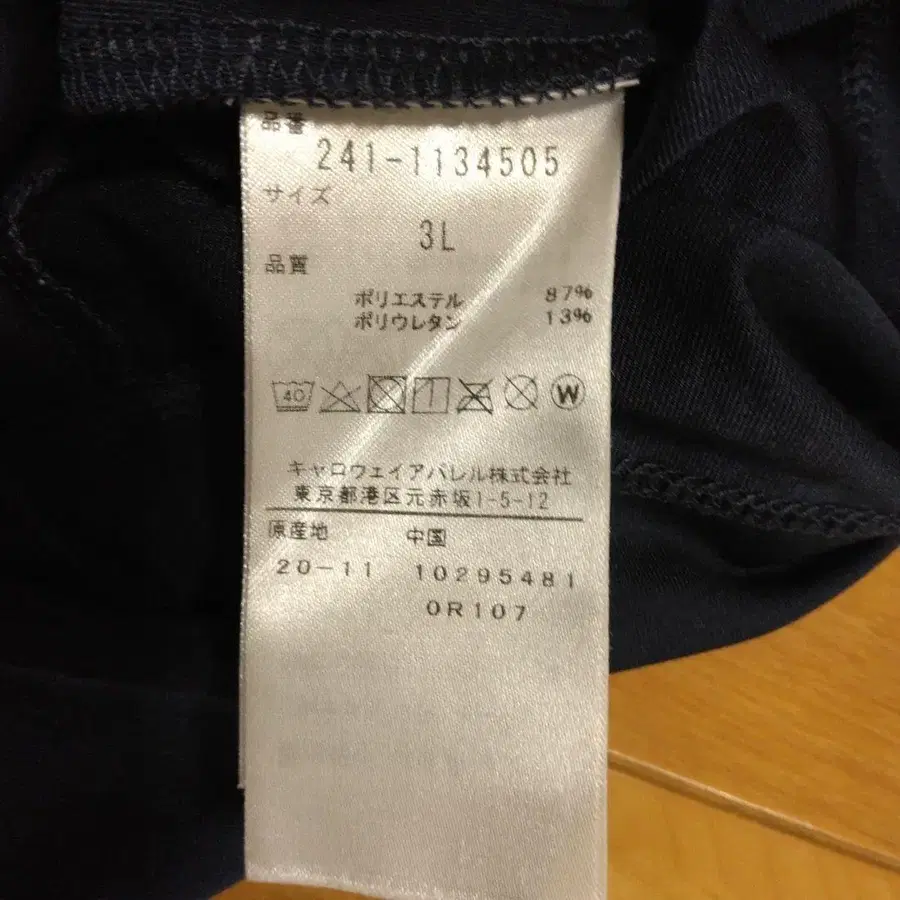 品番
241-1134505
サイズ
3L
品質
ポリエステル 87%
ポリウレタン 13%
40
W
キャロウェイアパレル株式会社
東京都港区元赤坂1-5-12
原産地 中国
20-11 10295481
OR107